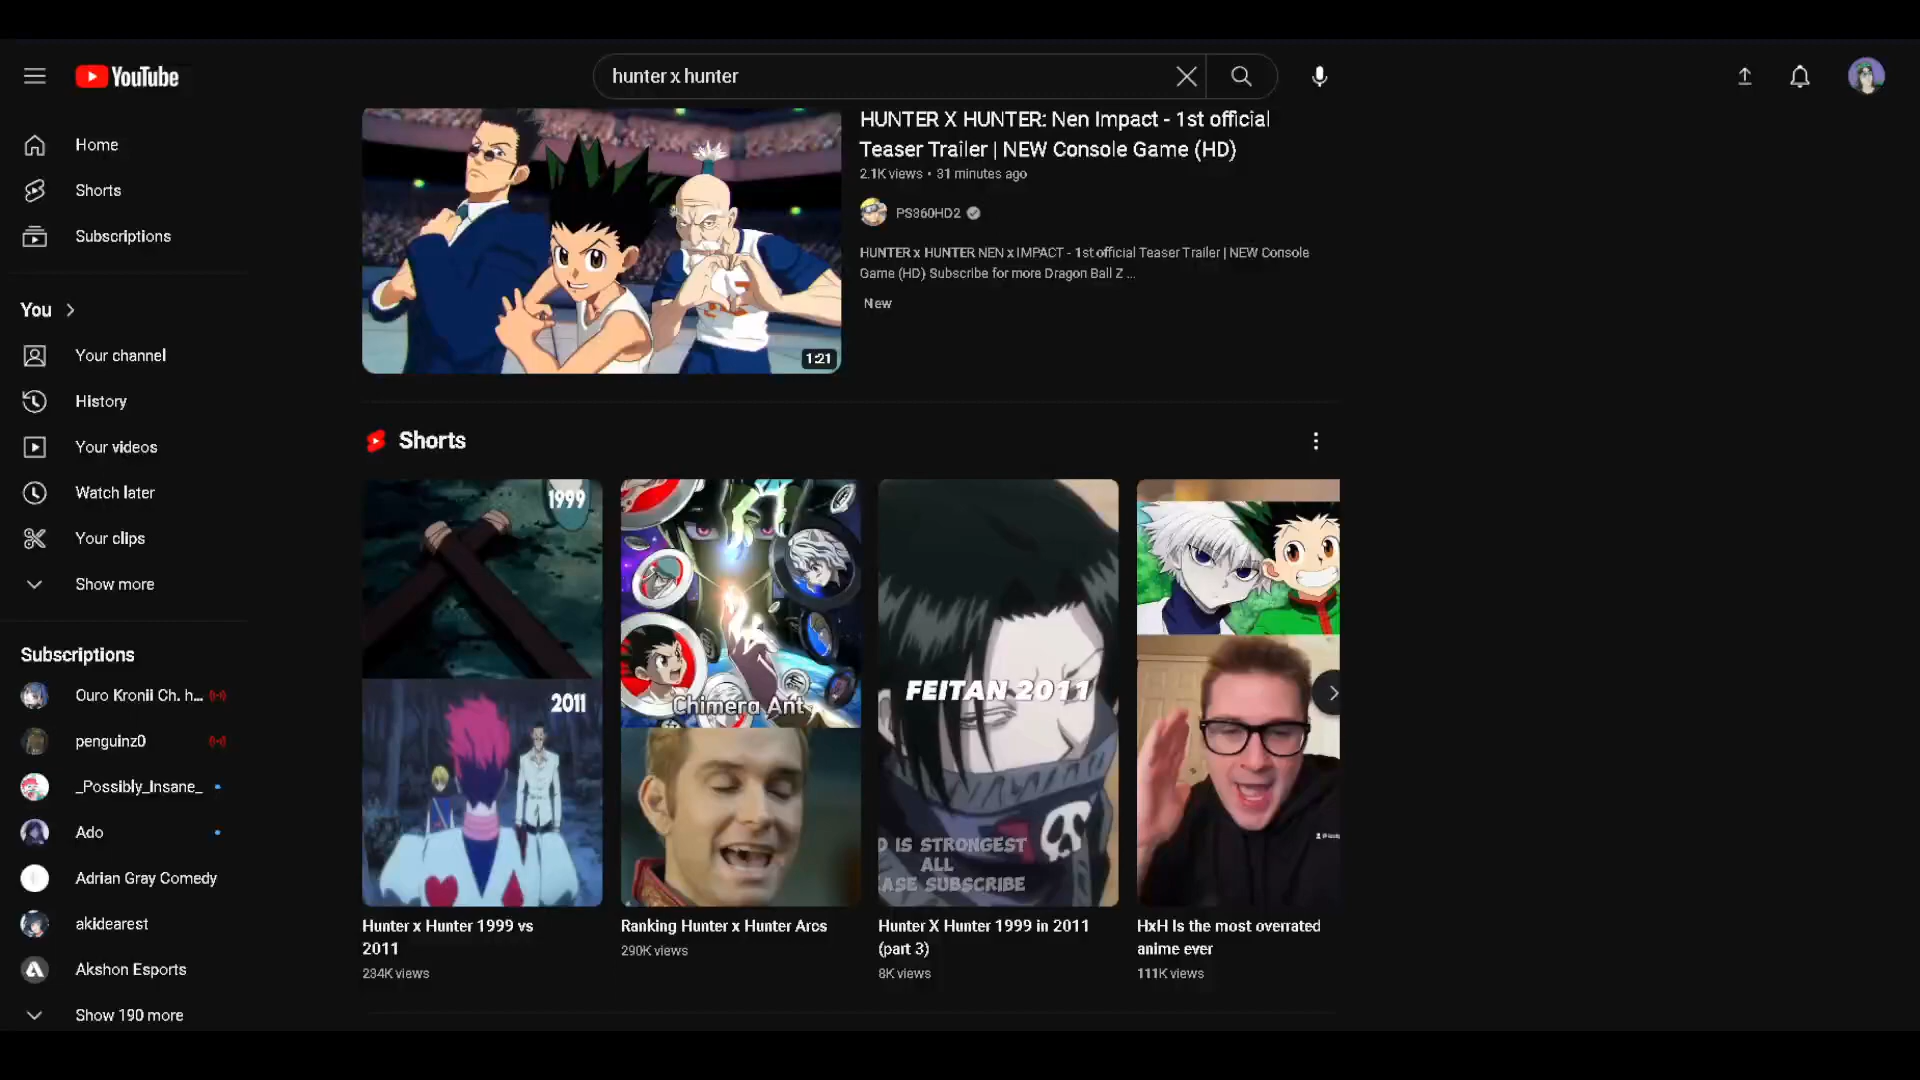 YouTube
hunter x hunter
Home
Shorts
Subscriptions
You
Your channel
History
Your videos
Watch later
Your clips
Show more
Subscriptions
Ouro Kronii Ch. h...
penguinz0
_Possibly_Insane_
Ado
Adrian Gray Comedy
akidearest
Akshon Esports
Show 190 more
1:21
HUNTER X HUNTER: Nen Impact - 1st official
Teaser Trailer | NEW Console Game (HD)
2.1K views • 31 minutes ago
PS360HD2
HUNTER x HUNTER NEN x IMPACT - 1st official Teaser Trailer | NEW Console
Game (HD) Subscribe for more Dragon Ball Z ...
New
Shorts
1999
2011
Hunter x Hunter 1999 vs
2011
234K views
Chimera Ant
Ranking Hunter x Hunter Arcs
290K views
FEITAN 2011
IS STRONGEST
ALL
ASE SUBSCRIBE
Hunter X Hunter 1999 in 2011
(part 3)
8K views
HxH Is the most overrated
anime ever
111K views